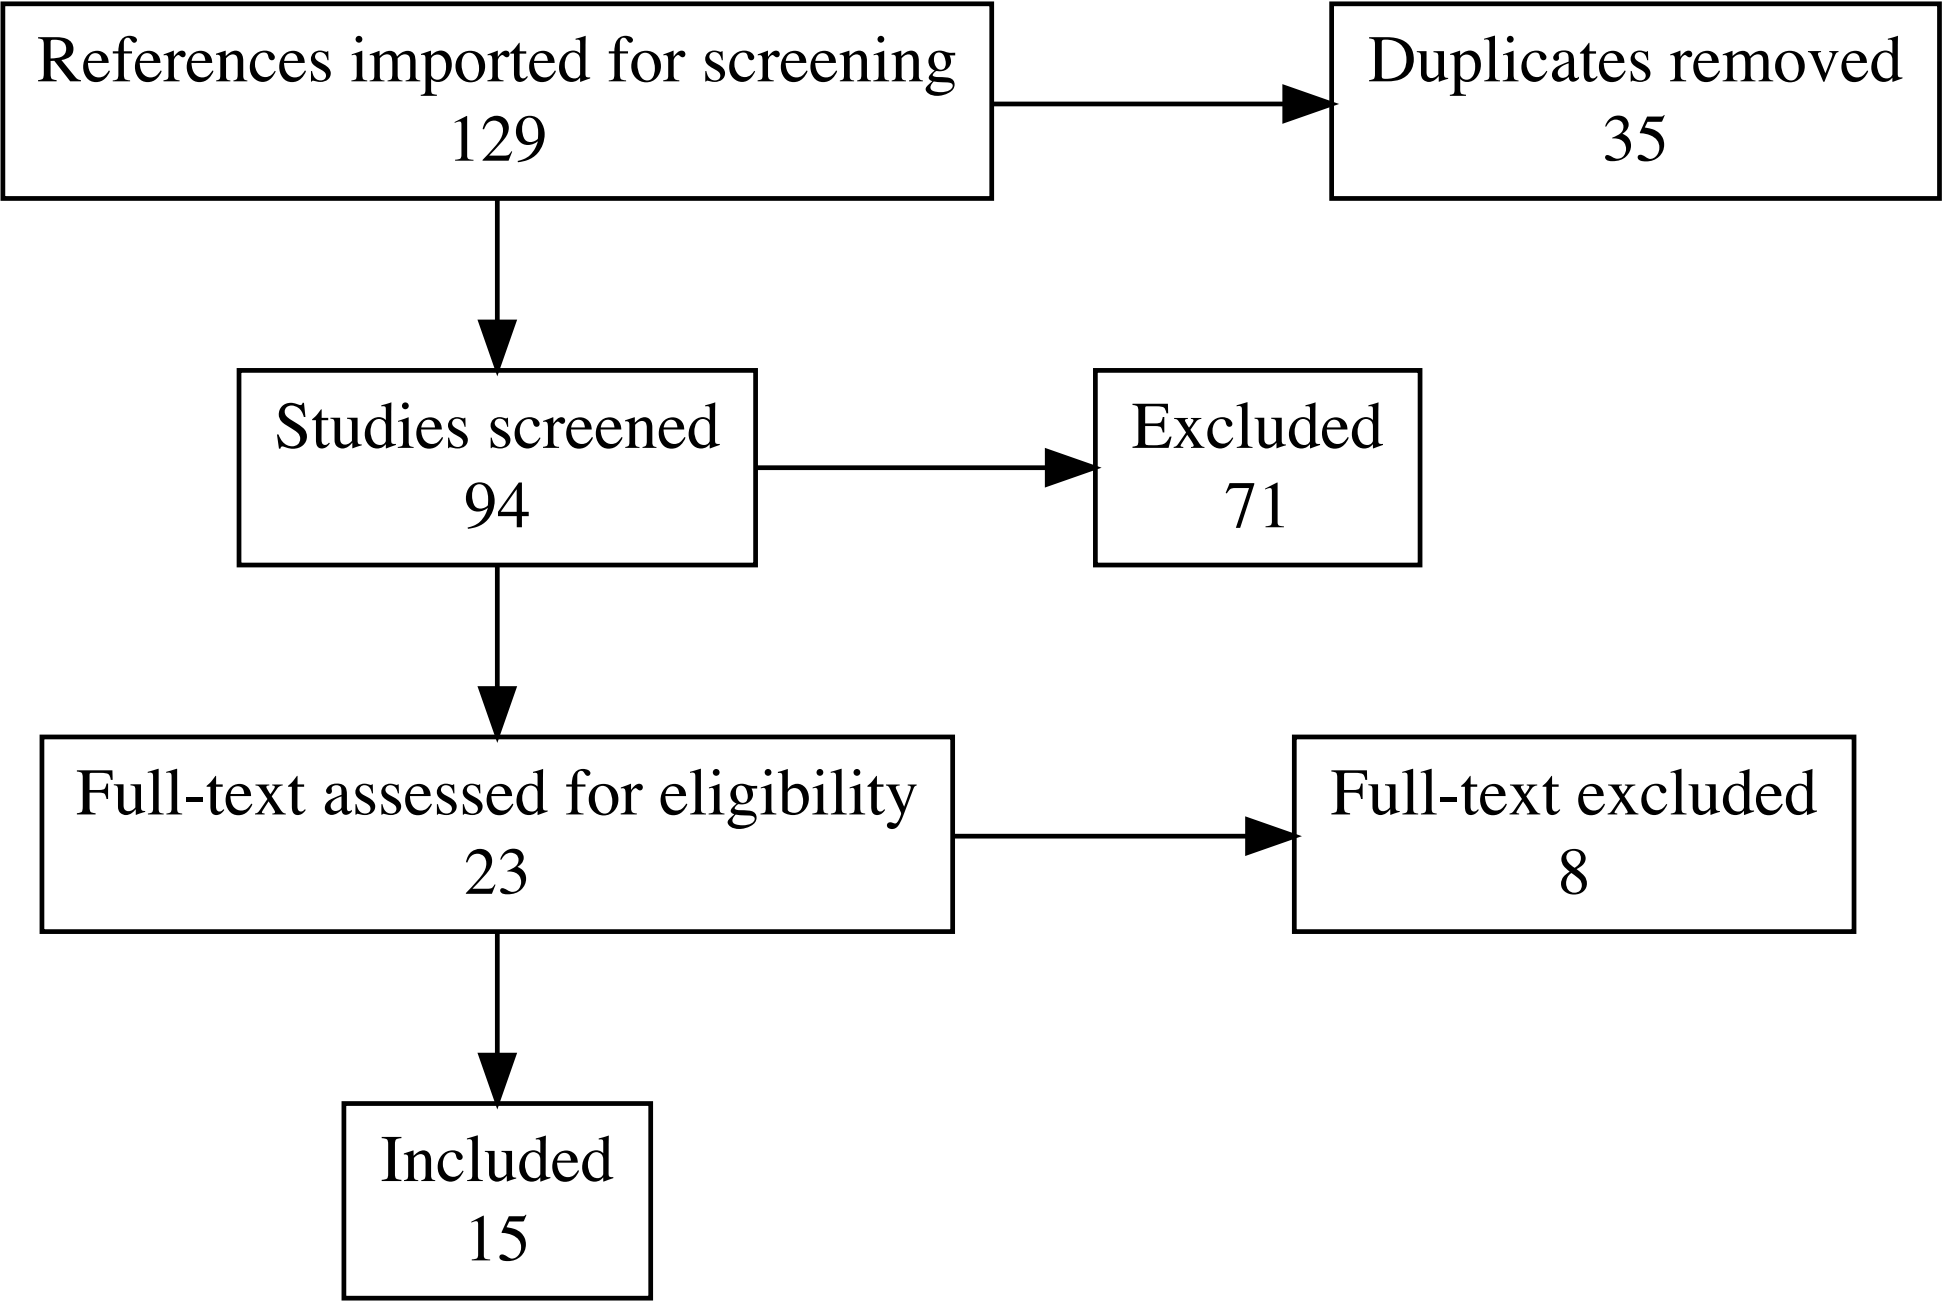 References imported for screening
129
Duplicates removed
35
Studies screened
94
Excluded
71
Full-text assessed for eligibility
23
Full-text excluded
8
Included
15